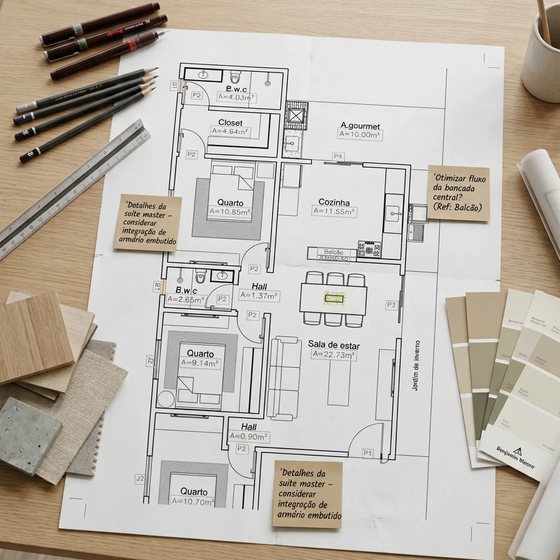 B.w.c
A=4.03m²
P2
Closet
A=4.64m²
P2
A.gourmet
A=10.00m²
P4
Quarto
A=10.85m²
Cozinha
A=11.55m²
Balcão
'Otimizar fluxo
da bancada
central?
(Ref: Balcão)
'Detalhes da
suíte master –
considerar
integração de
armário embutido
P2
B.w.c
A=2.65m²
P2
Hall
A=1.37m²
P2
P3
Quarto
A=9.14m²
Sala de estar
A=22.73m²
Jardim de inverno
Hall
A=0.90m²
P2
P1
J2
Quarto
A=10.70m²
'Detalhes da
suíte master –
considerar
integração de
armário embutido
Benjamin Moore